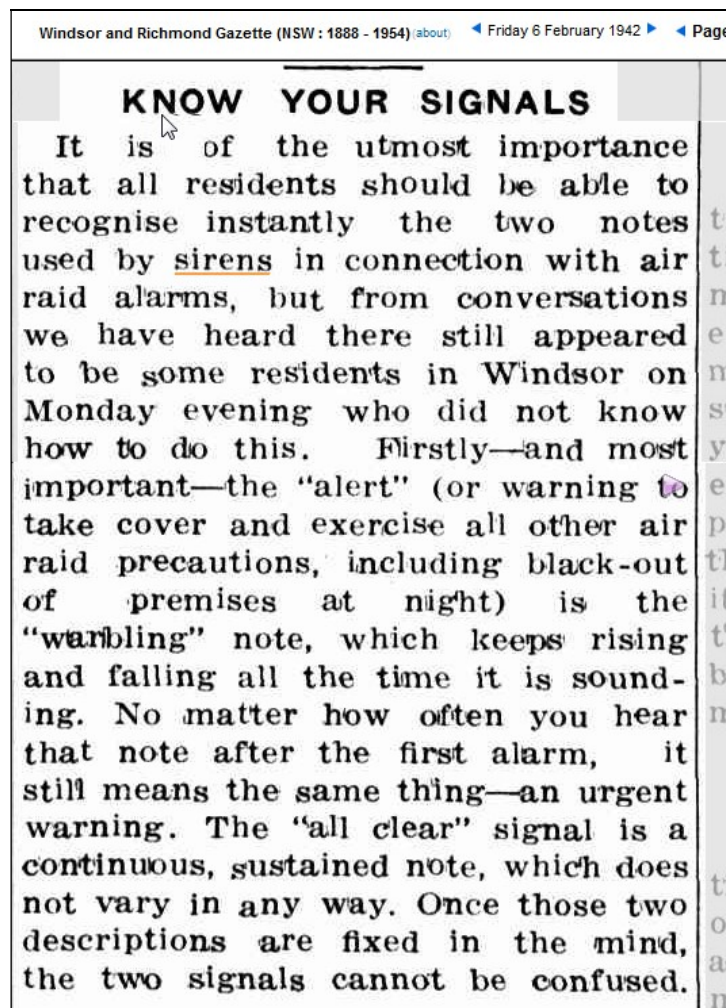 Windsor and Richmond Gazette (NSW : 1888 - 1954) (about) Friday 6 February 1942 Page
KNOW YOUR SIGNALS
It is of the utmost importance
that all residents should be able to
recognise instantly the two notes
used by sirens in connection with air
raid alarms, but from conversations
we have heard there still appeared
to be some residents in Windsor on
Monday evening who did not know
how to do this. Firstly—and most
important—the "alert" (or warning to
take cover and exercise all other air
raid precautions, including black-out
of premises at night) is the
"warbling" note, which keeps rising
and falling all the time it is sound-
ing. No matter how often you hear
that note after the first alarm, it
still means the same thing—an urgent
warning. The "all clear" signal is a
continuous, sustained note, which does
not vary in any way. Once those two
descriptions are fixed in the mind,
the two signals cannot be confused.